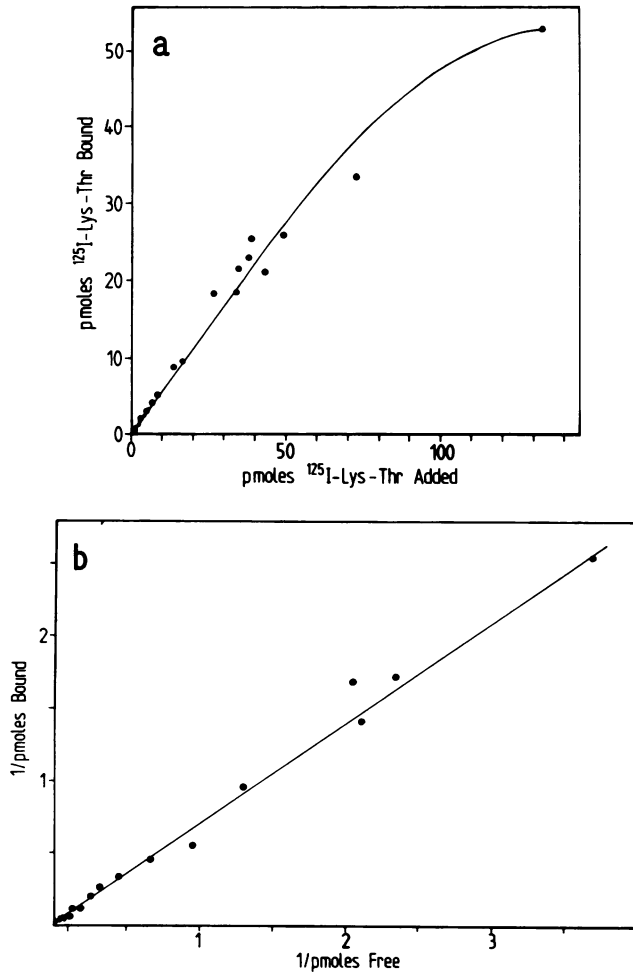 a
50
40
30
20
10
0
pmoles ¹²⁵I-Lys-Thr Bound
0
50
100
pmoles ¹²⁵I-Lys-Thr Added
b
2
1
1/pmoles Bound
1
2
3
1/pmoles Free